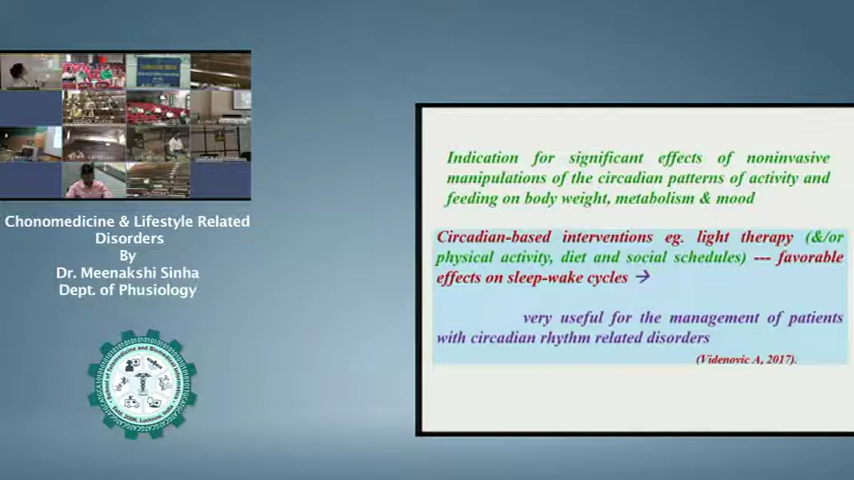 Chonomedicine & Lifestyle Related
Disorders
By
Dr. Meenakshi Sinha
Dept. of Phusiology
Indication for significant effects of noninvasive
manipulations of the circadian patterns of activity and
feeding on body weight, metabolism & mood
Circadian-based interventions eg. light therapy (&/or
physical activity, diet and social schedules) --- favorable
effects on sleep-wake cycles →
very useful for the management of patients
with circadian rhythm related disorders
(Videnovic A, 2017).